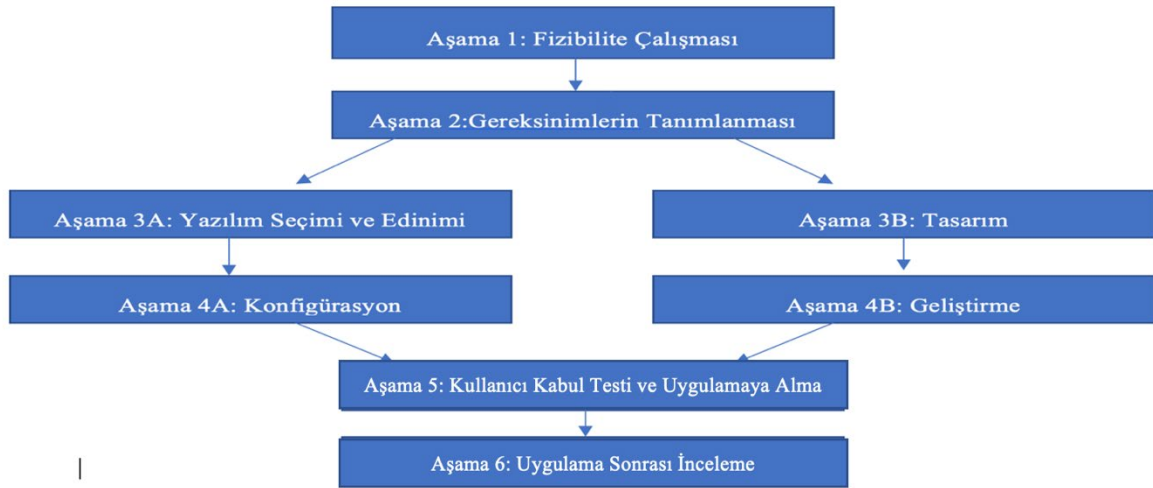 Aşama 1: Fizibilite Çalışması
Aşama 2:Gereksinimlerin Tanımlanması
Aşama 3A: Yazılım Seçimi ve Edinimi
Aşama 3B: Tasarım
Aşama 4A: Konfigürasyon
Aşama 4B: Geliştirme
Aşama 5: Kullanıcı Kabul Testi ve Uygulamaya Alma
Aşama 6: Uygulama Sonrası İnceleme